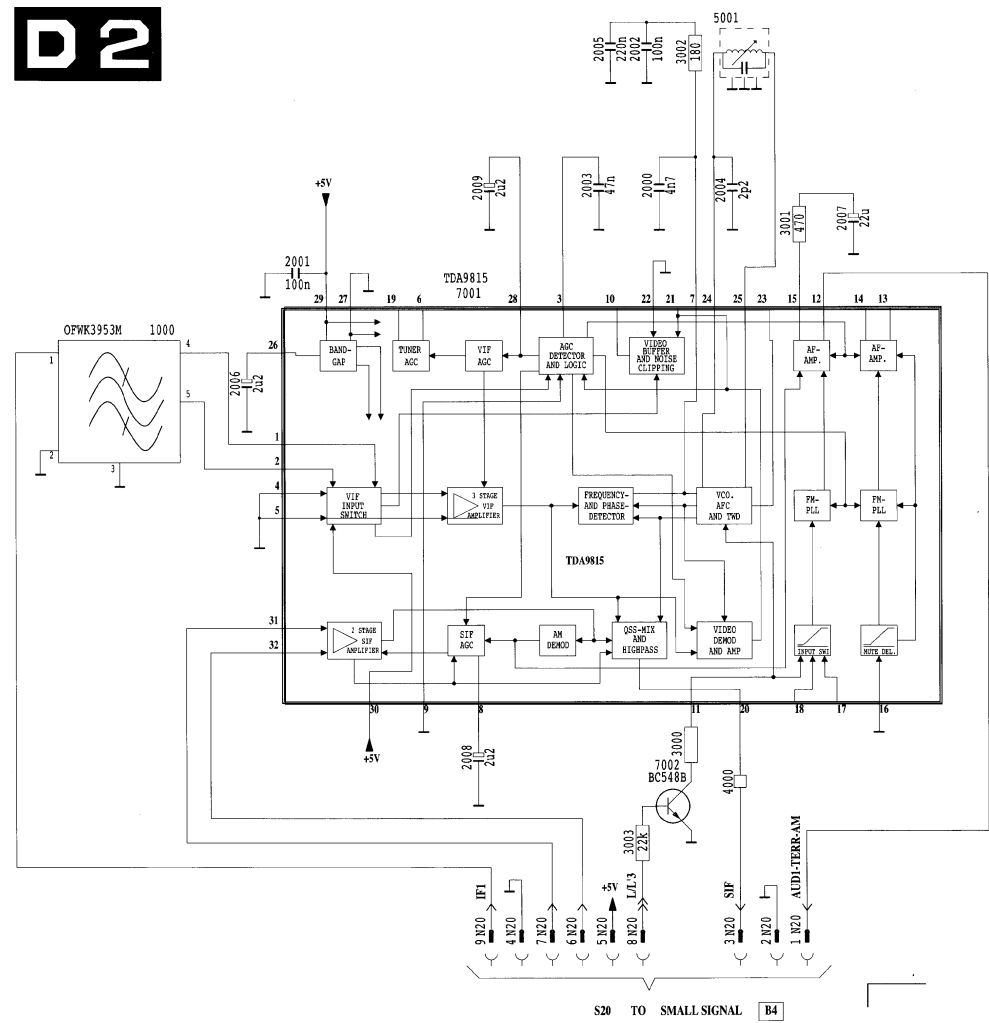 D2
5001
2005
220n
2002
100n
3002
180
+5V
2009
2u2
2003
47n
2000
4n7
2004
2p2
3001
470
2007
22u
2001
100n
TDA9815
7001
29 27 19 6 28 3 10 22 21 7 24 25 23 15 12 14 13
OFWK3953M 1000
1
4
5
2
3
26
2006
2u2
BAND-
GAP
TUNER
AGC
VIF
AGC
AGC
DETECTOR
AND LOGIC
VIDEO
BUFFER
AND NOISE
CLIPPING
AF-
AMP.
AF-
AMP.
1
2
4
5
VIF
INPUT
SWITCH
3 STAGE
VIF
AMPLIFIER
FREQUENCY-
AND PHASE-
DETECTOR
VCO.
AFC
AND TWD
FM-
PLL
FM-
PLL
TDA9815
31
32
2 STAGE
SIF
AMPLIFIER
SIF
AGC
AM
DEMOD
QSS-MIX
AND
HIGHPASS
VIDEO
DEMOD
AND AMP
INPUT SWI
MUTE DEL.
30 9 8 11 20 18 17 16
+5V
2008
2u2
3000
7002
BC548B
4000
3003
22k
IF1
+5V
L/L'3
SIF
AUD1-TERR-AM
9 N20
4 N20
7 N20
6 N20
5 N20
8 N20
3 N20
2 N20
1 N20
S20 TO SMALL SIGNAL B4